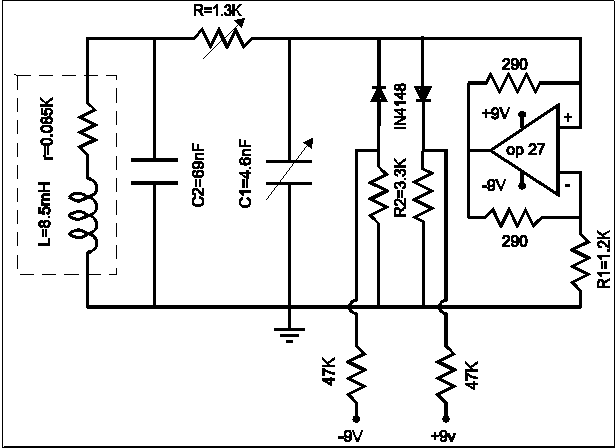 R=1.3K
290
+9V
+
op 27
-9V
-
290
IN4148
r=0.085K
L=8.5mH
C2=69nF
C1=4.6nF
R2=3.3K
R1=1.2K
47K
47K
-9V
+9v